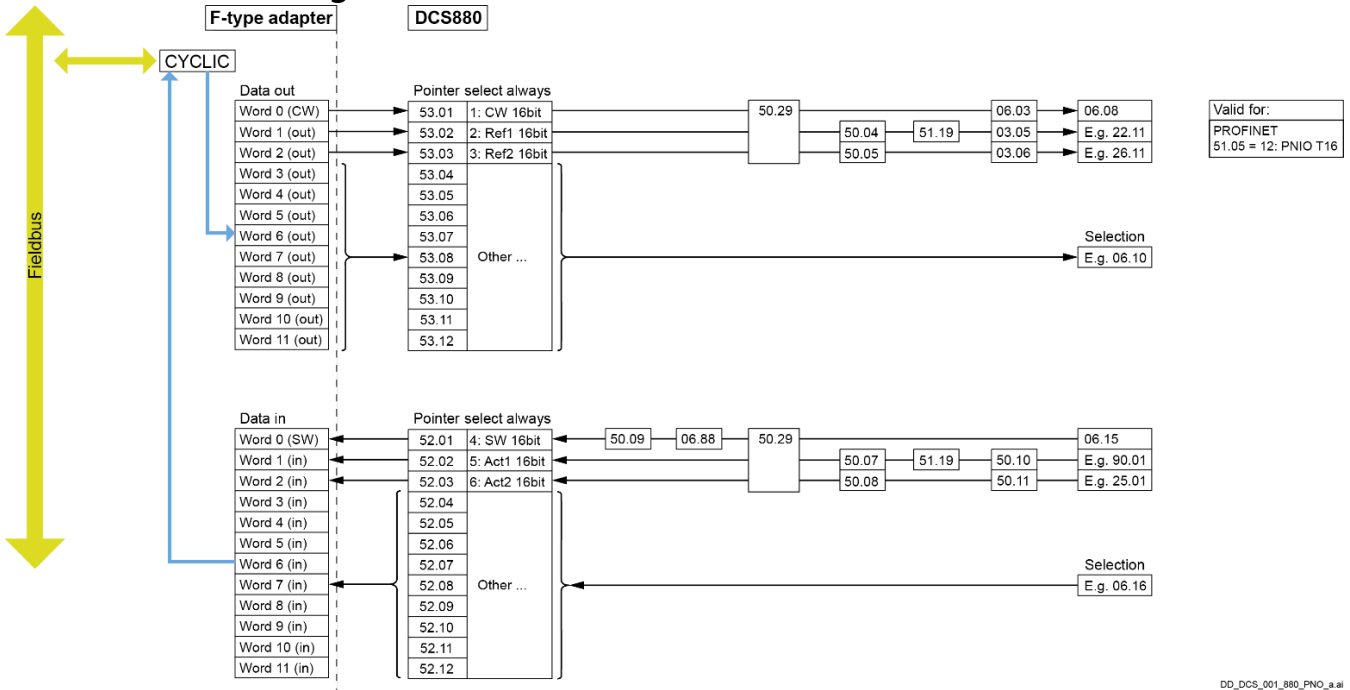 F-type adapter DCS880
CYCLIC
Data out Pointer select always
Word 0 (CW) 53.01 1: CW 16bit 50.29 06.03 06.08 Valid for:
Word 1 (out) 53.02 2: Ref1 16bit 50.04 51.19 03.05 E.g. 22.11 PROFINET
Word 2 (out) 53.03 3: Ref2 16bit 50.05 03.06 E.g. 26.11 51.05 = 12: PNIO T16
Word 3 (out) 53.04
Word 4 (out) 53.05
Word 5 (out) 53.06
Word 6 (out) 53.07 Selection
Word 7 (out) 53.08 Other ... E.g. 06.10
Word 8 (out) 53.09
Word 9 (out) 53.10
Word 10 (out) 53.11
Word 11 (out) 53.12
Fieldbus
Data in Pointer select always
Word 0 (SW) 52.01 4: SW 16bit 50.09 06.88 50.29 06.15
Word 1 (in) 52.02 5: Act1 16bit 50.07 51.19 50.10 E.g. 90.01
Word 2 (in) 52.03 6: Act2 16bit 50.08 50.11 E.g. 25.01
Word 3 (in) 52.04
Word 4 (in) 52.05
Word 5 (in) 52.06
Word 6 (in) 52.07 Selection
Word 7 (in) 52.08 Other ... E.g. 06.16
Word 8 (in) 52.09
Word 9 (in) 52.10
Word 10 (in) 52.11
Word 11 (in) 52.12
DD_DCS_001_880_PNO_a.ai